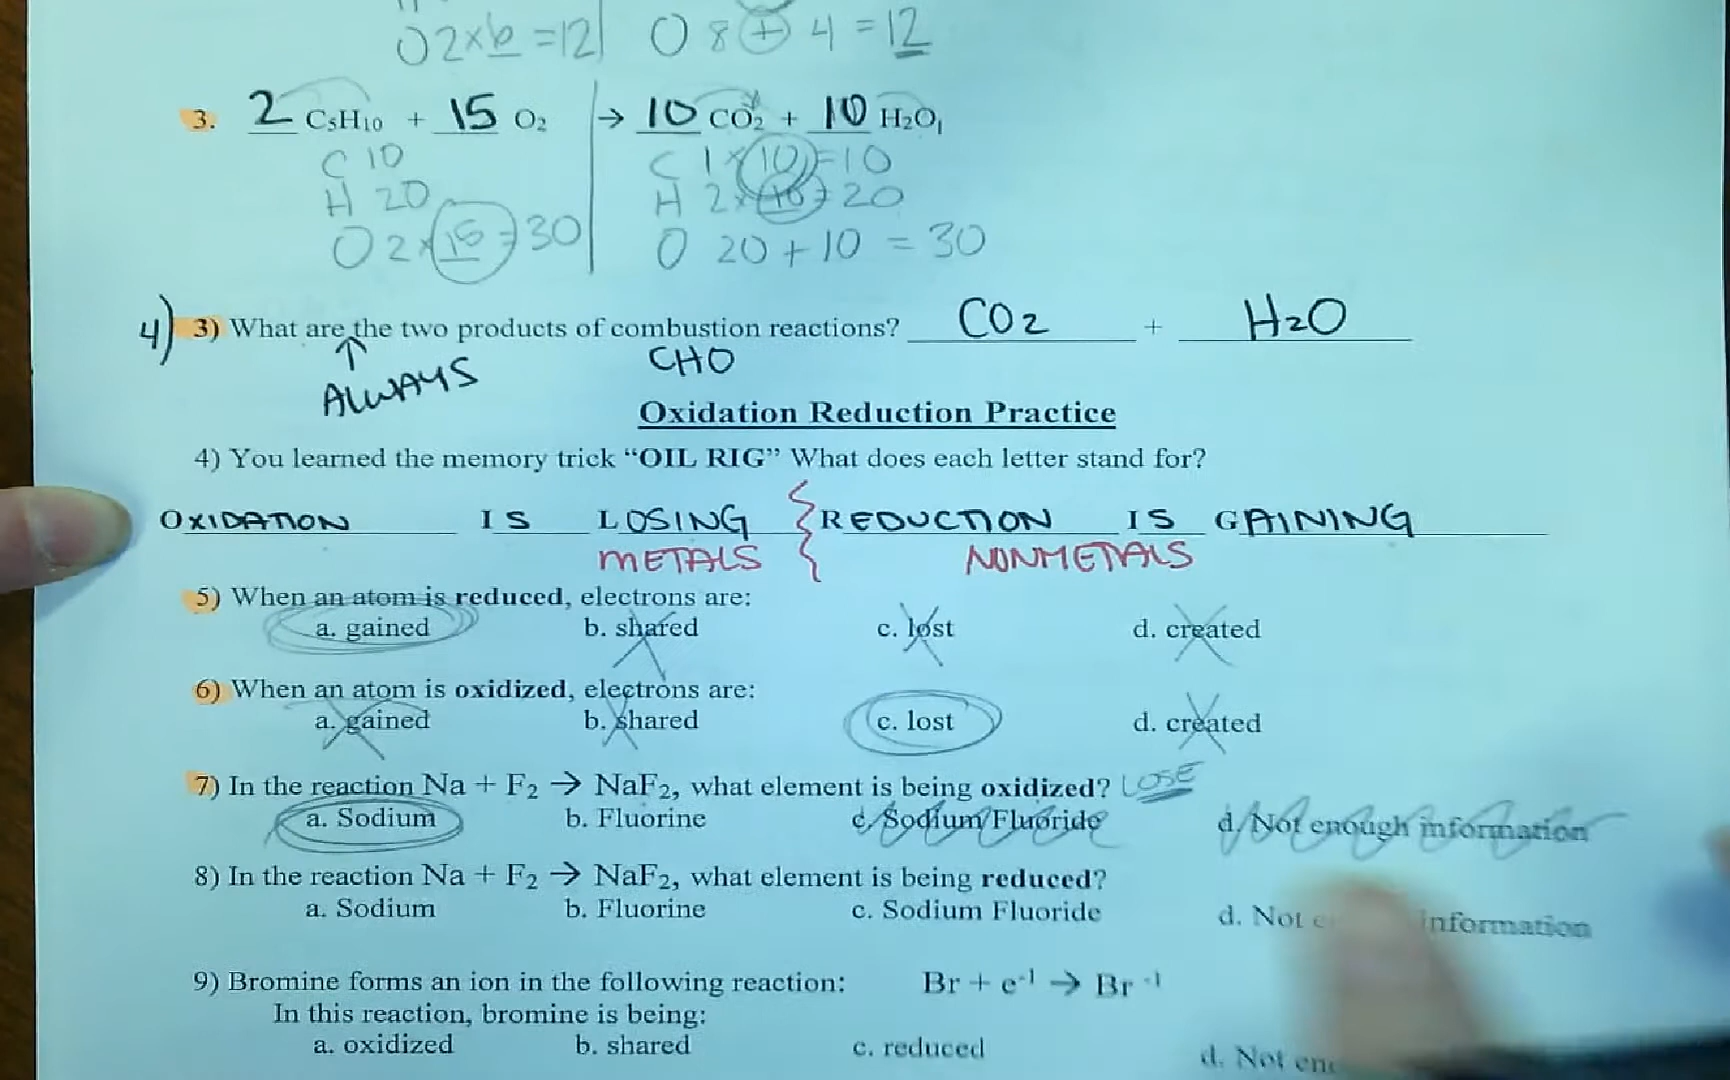 O 2×6=12 O 8+4=12
3. 2 C₅H₁₀ + 15 O₂ → 10 CO₂ + 10 H₂O₁
C 10 C 1×10=10
H 20 H 2×10=20
O 2×15=30 O 20+10=30
4) 3) What are the two products of combustion reactions? CO₂ + H₂O
↑ ALWAYS CHO
Oxidation Reduction Practice
4) You learned the memory trick “OIL RIG” What does each letter stand for?
OXIDATION IS LOSING REDUCTION IS GAINING
METALS NONMETALS
5) When an atom is reduced, electrons are:
a. gained b. shared c. lost d. created
6) When an atom is oxidized, electrons are:
a. gained b. shared c. lost d. created
7) In the reaction Na + F₂ → NaF₂, what element is being oxidized? LOSE
a. Sodium b. Fluorine c. Sodium Fluoride d. Not enough information
8) In the reaction Na + F₂ → NaF₂, what element is being reduced?
a. Sodium b. Fluorine c. Sodium Fluoride d. Not information
9) Bromine forms an ion in the following reaction: Br + e⁻¹ → Br⁻¹
In this reaction, bromine is being:
a. oxidized b. shared c. reduced d. Not